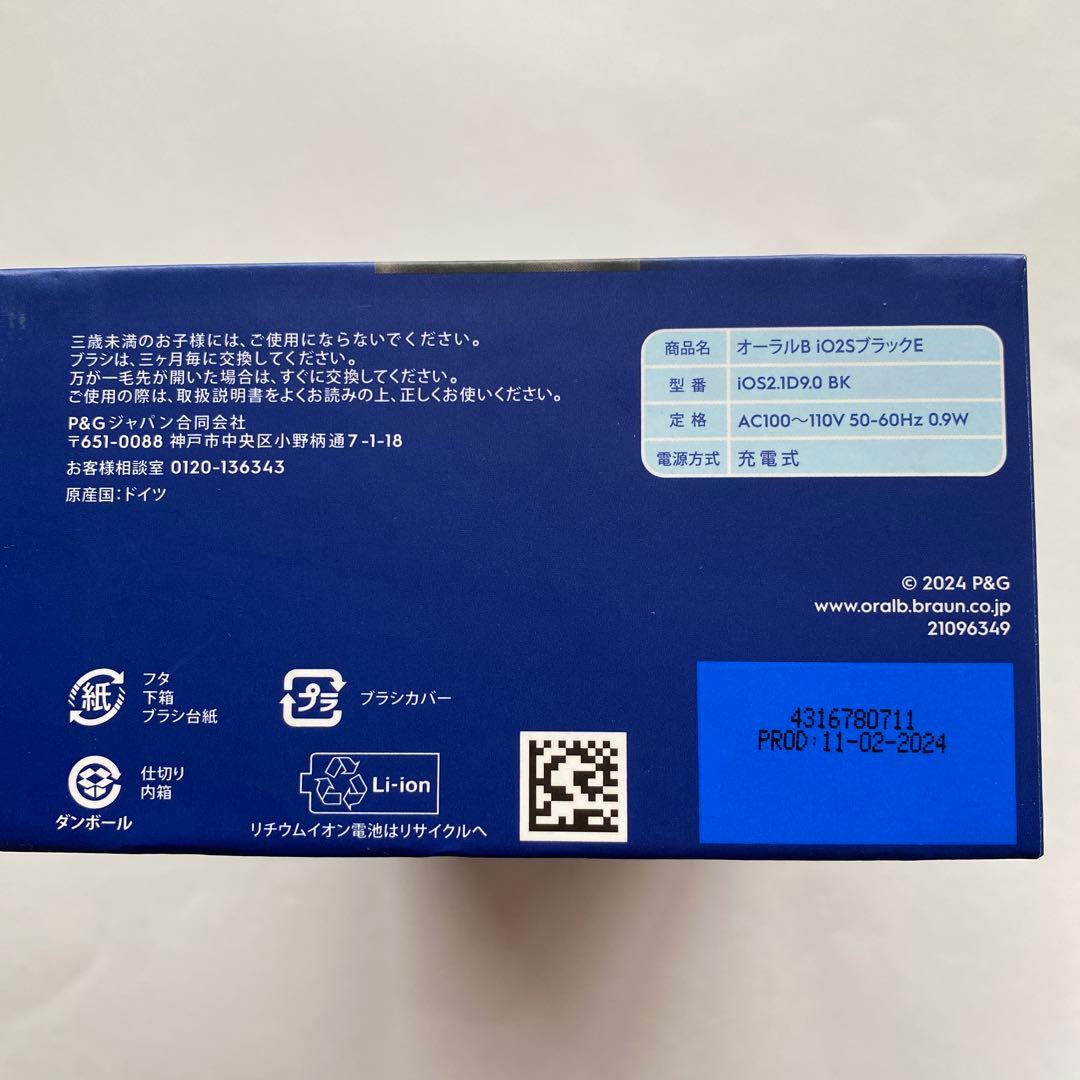 三歳未満のお子様には、ご使用にならないでください。
ブラシは、三ヶ月毎に交換してください。
万が一毛先が開いた場合は、すぐに交換してください。
ご使用の際は、取扱説明書をよくお読みの上、正しくお使いください。
P&Gジャパン合同会社
〒651-0088 神戸市中央区小野柄通7-1-18
お客様相談室 0120-136343
原産国：ドイツ
商品名 オーラルB iO2SブラックE
型番 iOS2.1D9.0 BK
定格 AC100〜110V 50-60Hz 0.9W
電源方式 充電式
© 2024 P&G
www.oralb.braun.co.jp
21096349
紙 フタ
下箱
ブラシ台紙
プラ ブラシカバー
仕切り
内箱
ダンボール
Li-ion
リチウムイオン電池はリサイクルへ
4316780711
PROD:11-02-2024